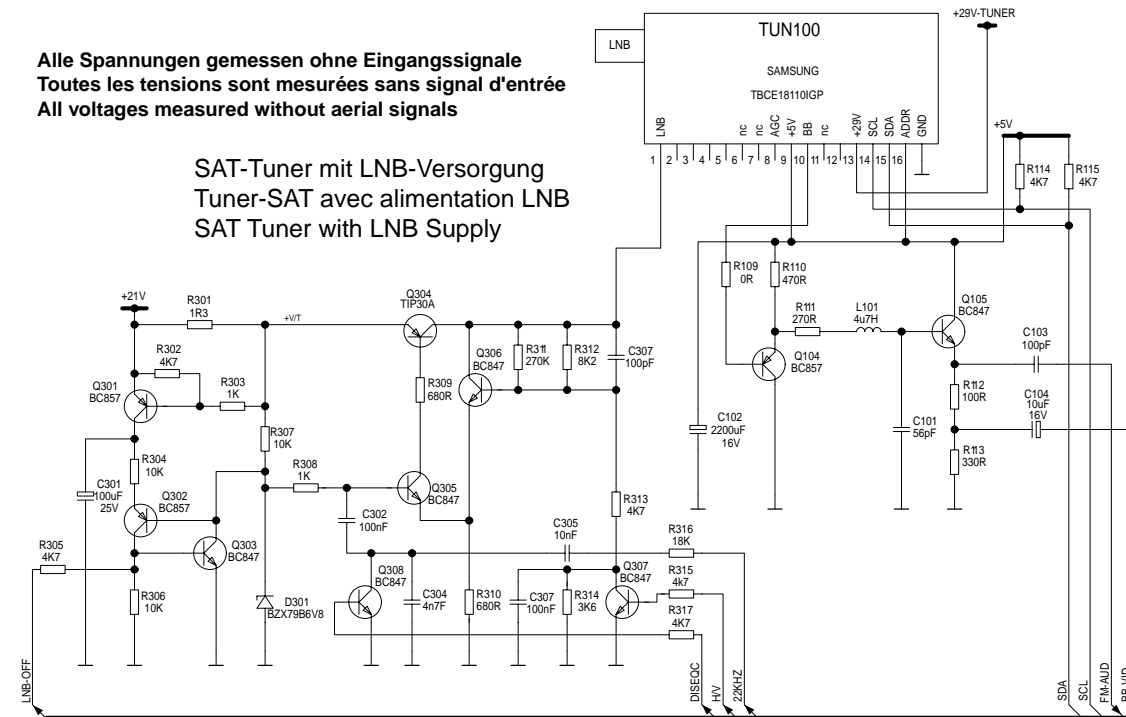 Alle Spannungen gemessen ohne Eingangssignale
Toutes les tensions sont mesurées sans signal d'entrée
All voltages measured without aerial signals
SAT-Tuner mit LNB-Versorgung
Tuner-SAT avec alimentation LNB
SAT Tuner with LNB Supply
LNB
TUN100
SAMSUNG
TBCE18110IGP
LNB
nc
nc
AGC
+5V
BB
nc
+29V
SCL
SDA
ADDR
GND
1 2 3 4 5 6 7 8 9 10 11 12 13 14 15 16
+29V-TUNER
+5V
R114
4K7
R115
4K7
R109
0R
R110
470R
R111
270R
L101
4u7H
Q105
BC847
Q104
BC857
C103
100pF
R112
100R
C104
10uF
16V
C102
2200uF
16V
C101
56pF
R113
330R
+21V
R301
1R3
+V/T
Q304
TIP30A
R302
4K7
R303
1K
Q301
BC857
R309
680R
Q306
BC847
R311
270K
R312
8K2
C307
100pF
R307
10K
R304
10K
R308
1K
C301
100uF
25V
Q302
BC857
Q305
BC847
R313
4K7
C302
100nF
C305
10nF
R316
18K
R305
4K7
Q303
BC847
Q308
BC847
Q307
BC847
R315
4k7
R306
10K
D301
BZX79B6V8
C304
4n7F
R310
680R
C307
100nF
R314
3K6
R317
4K7
LNB-OFF
DISEQC
H/V
22KHZ
SDA
SCL
FM-AUD
BB-VID